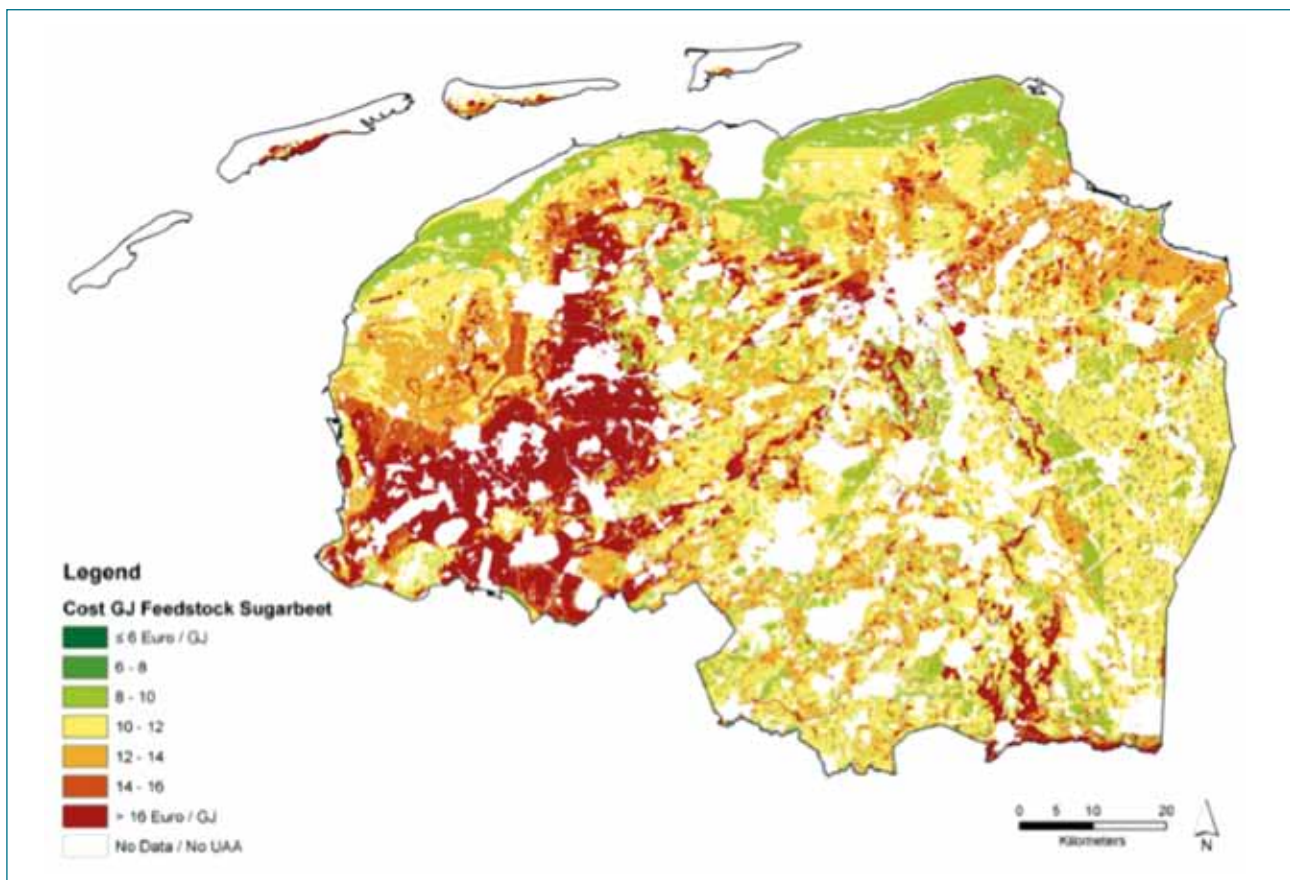 Legend
Cost GJ Feedstock Sugarbeet
≤ 6 Euro / GJ
6 - 8
8 - 10
10 - 12
12 - 14
14 - 16
> 16 Euro / GJ
No Data / No UAA
0 5 10 20
Kilometers
N